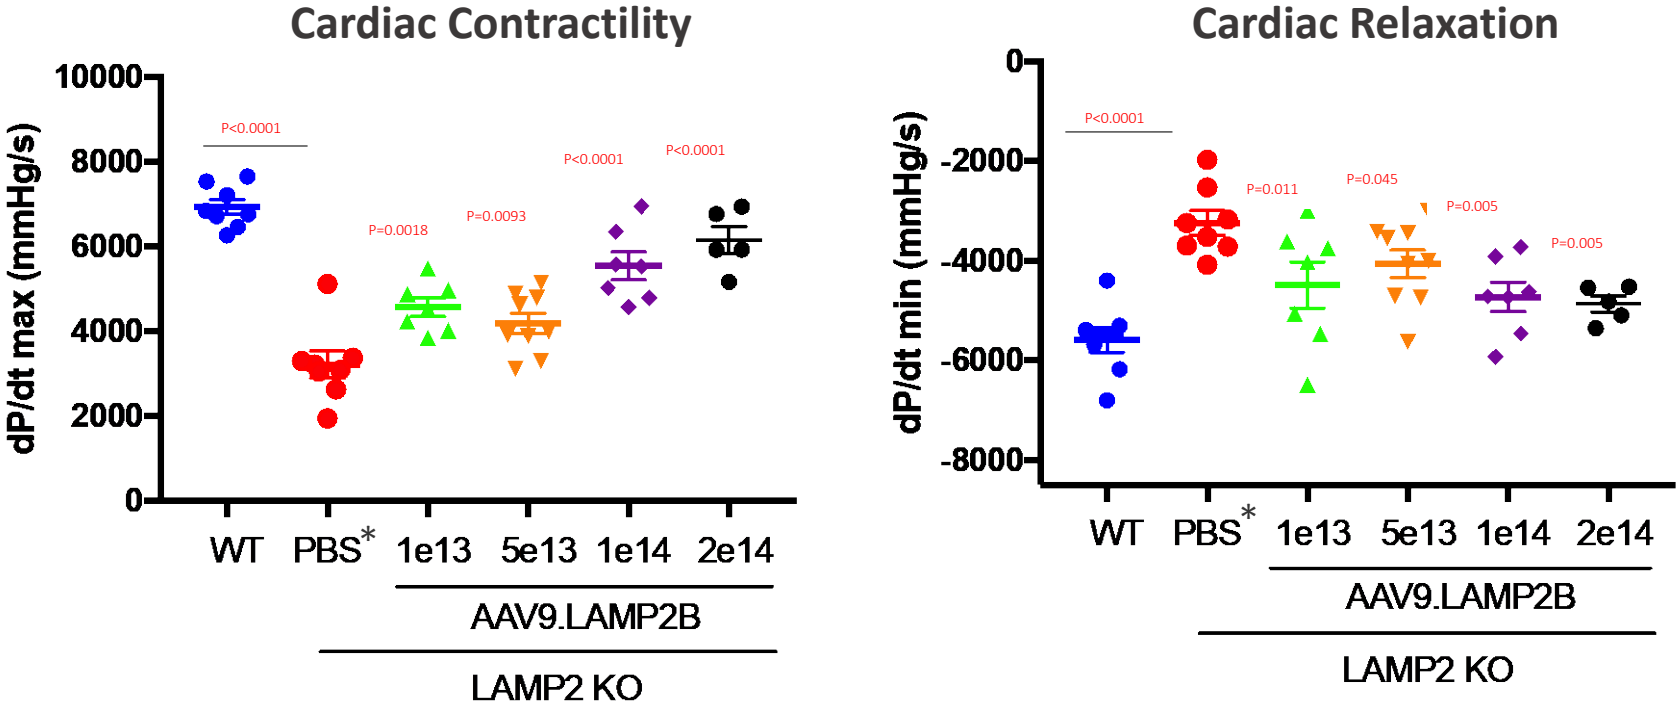 Cardiac Contractility
dP/dt max (mmHg/s)
10000
8000
6000
4000
2000
0
P<0.0001
P=0.0018
P=0.0093
P<0.0001
P<0.0001
WT PBS* 1e13 5e13 1e14 2e14
AAV9.LAMP2B
LAMP2 KO
Cardiac Relaxation
dP/dt min (mmHg/s)
0
-2000
-4000
-6000
-8000
P<0.0001
P=0.011
P=0.045
P=0.005
P=0.005
WT PBS* 1e13 5e13 1e14 2e14
AAV9.LAMP2B
LAMP2 KO